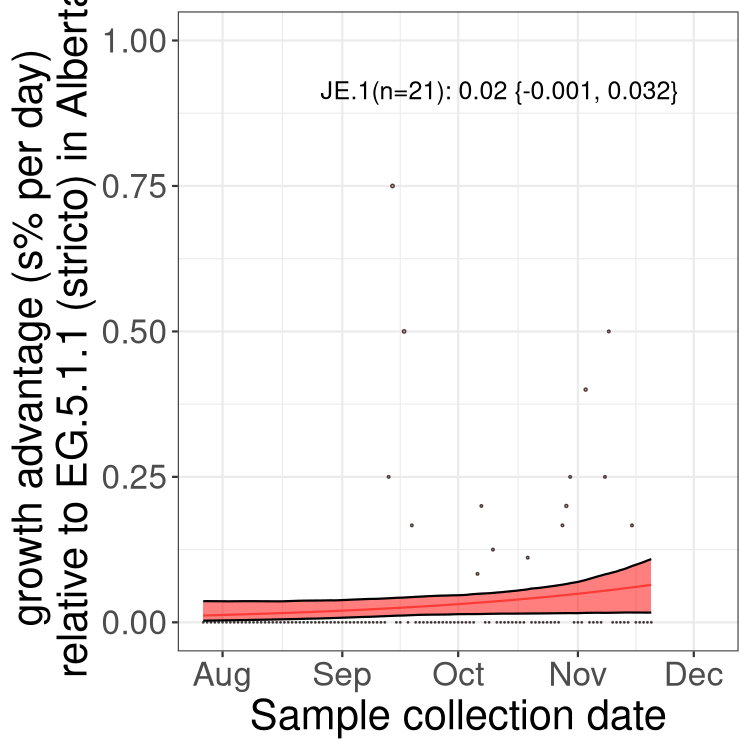 growth advantage (s% per day)
relative to EG.5.1.1 (stricto) in Alberta
1.00
0.75
0.50
0.25
0.00
JE.1(n=21): 0.02 {-0.001, 0.032}
Aug Sep Oct Nov Dec
Sample collection date